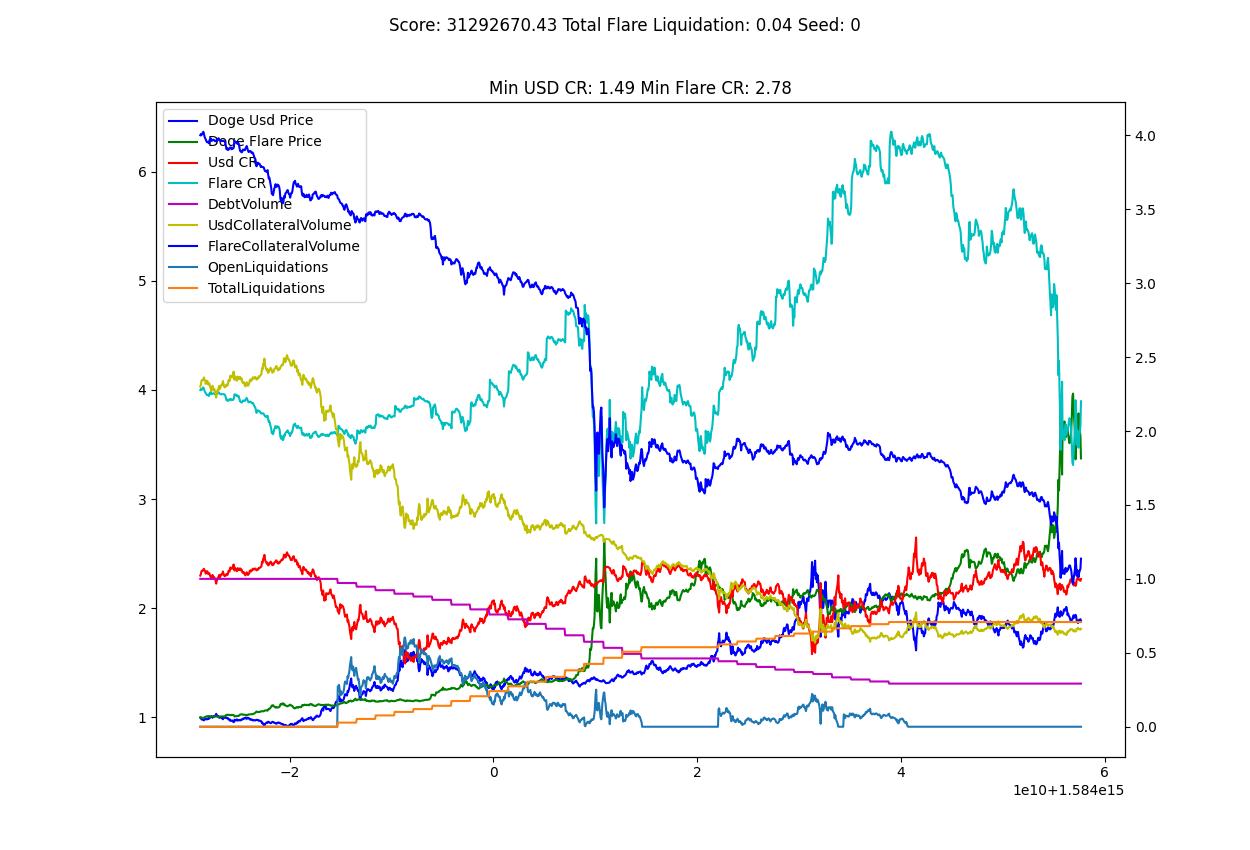 Score: 31292670.43 Total Flare Liquidation: 0.04 Seed: 0
Min USD CR: 1.49 Min Flare CR: 2.78
Doge Usd Price
Doge Flare Price
Usd CR
Flare CR
DebtVolume
UsdCollateralVolume
FlareCollateralVolume
OpenLiquidations
TotalLiquidations
6
5
4
3
2
1
4.0
3.5
3.0
2.5
2.0
1.5
1.0
0.5
0.0
−2
0
2
4
6
1e10+1.584e15